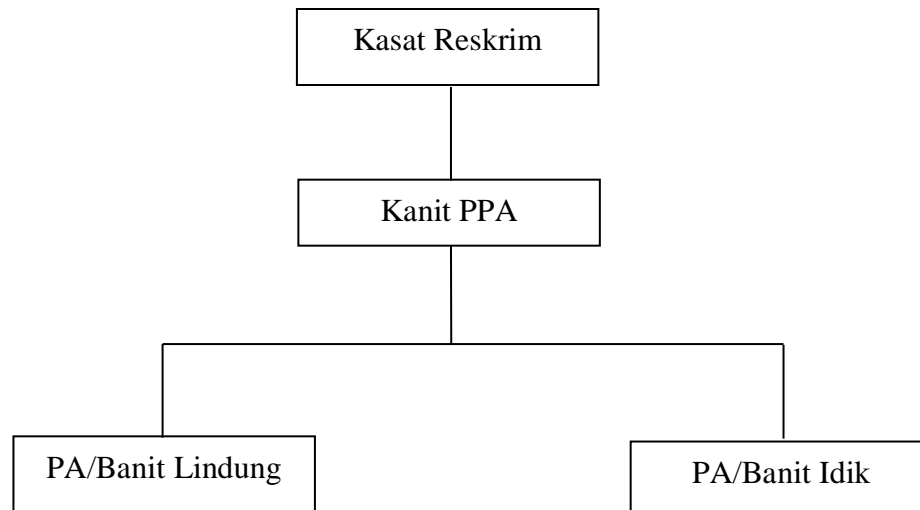 Kasat Reskrim
Kanit PPA
PA/Banit Lindung
PA/Banit Idik